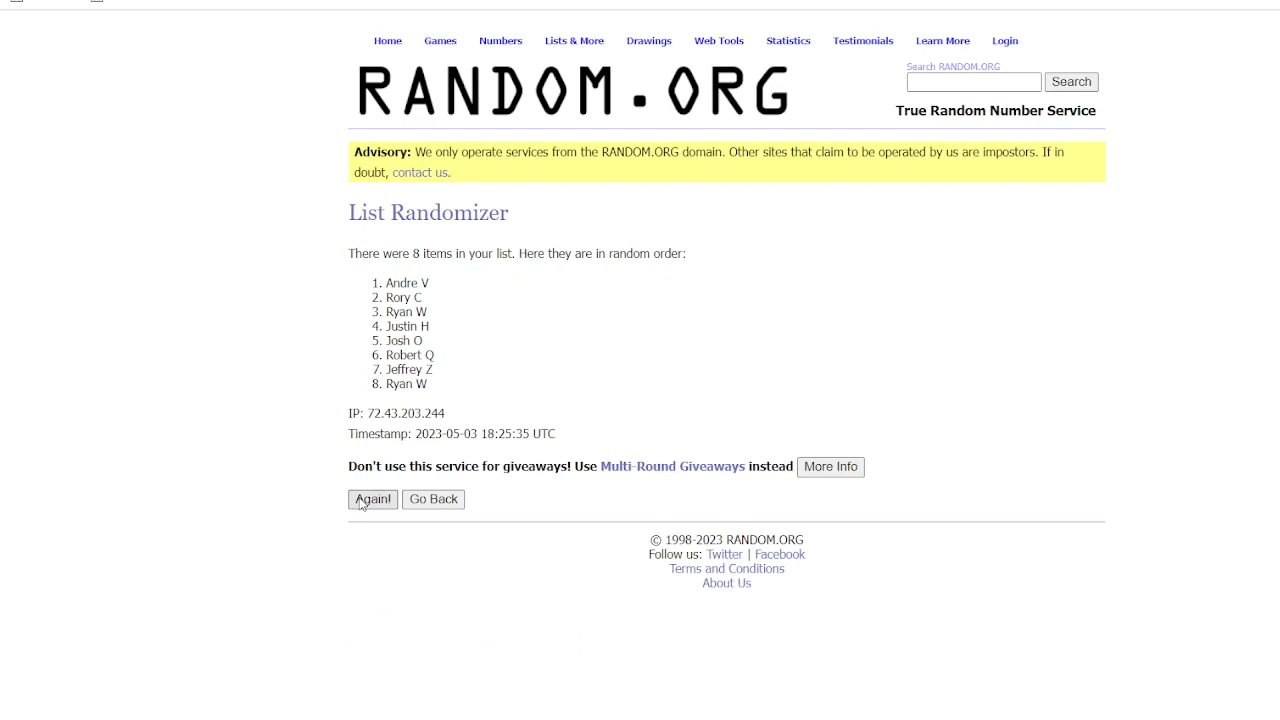 Home Games Numbers Lists & More Drawings Web Tools Statistics Testimonials Learn More Login
RANDOM.ORG
Search RANDOM.ORG
Search
True Random Number Service
Advisory: We only operate services from the RANDOM.ORG domain. Other sites that claim to be operated by us are impostors. If in
doubt, contact us.
List Randomizer
There were 8 items in your list. Here they are in random order:
1. Andre V
2. Rory C
3. Ryan W
4. Justin H
5. Josh O
6. Robert Q
7. Jeffrey Z
8. Ryan W
IP: 72.43.203.244
Timestamp: 2023-05-03 18:25:35 UTC
Don't use this service for giveaways! Use Multi-Round Giveaways instead More Info
Again! Go Back
© 1998-2023 RANDOM.ORG
Follow us: Twitter | Facebook
Terms and Conditions
About Us